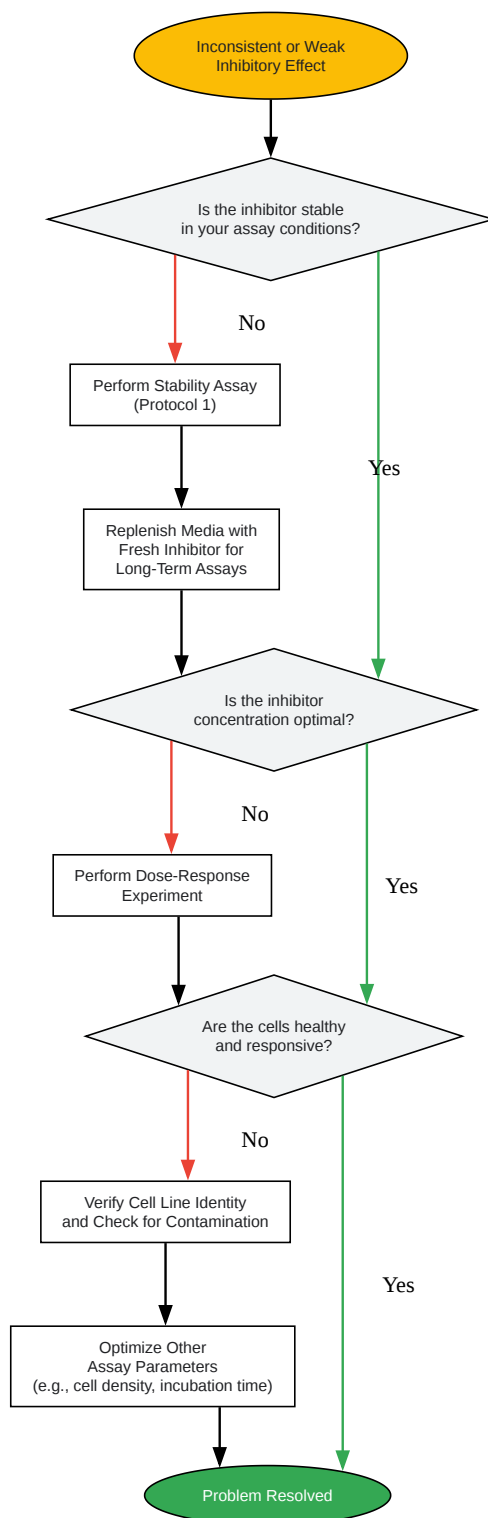 Inconsistent or Weak
Inhibitory Effect
Is the inhibitor stable
in your assay conditions?
No
Perform Stability Assay
(Protocol 1)
Yes
Replenish Media with
Fresh Inhibitor for
Long-Term Assays
Is the inhibitor
concentration optimal?
No
Perform Dose-Response
Experiment
Yes
Are the cells healthy
and responsive?
No
Verify Cell Line Identity
and Check for Contamination
Yes
Optimize Other
Assay Parameters
(e.g., cell density, incubation time)
Problem Resolved